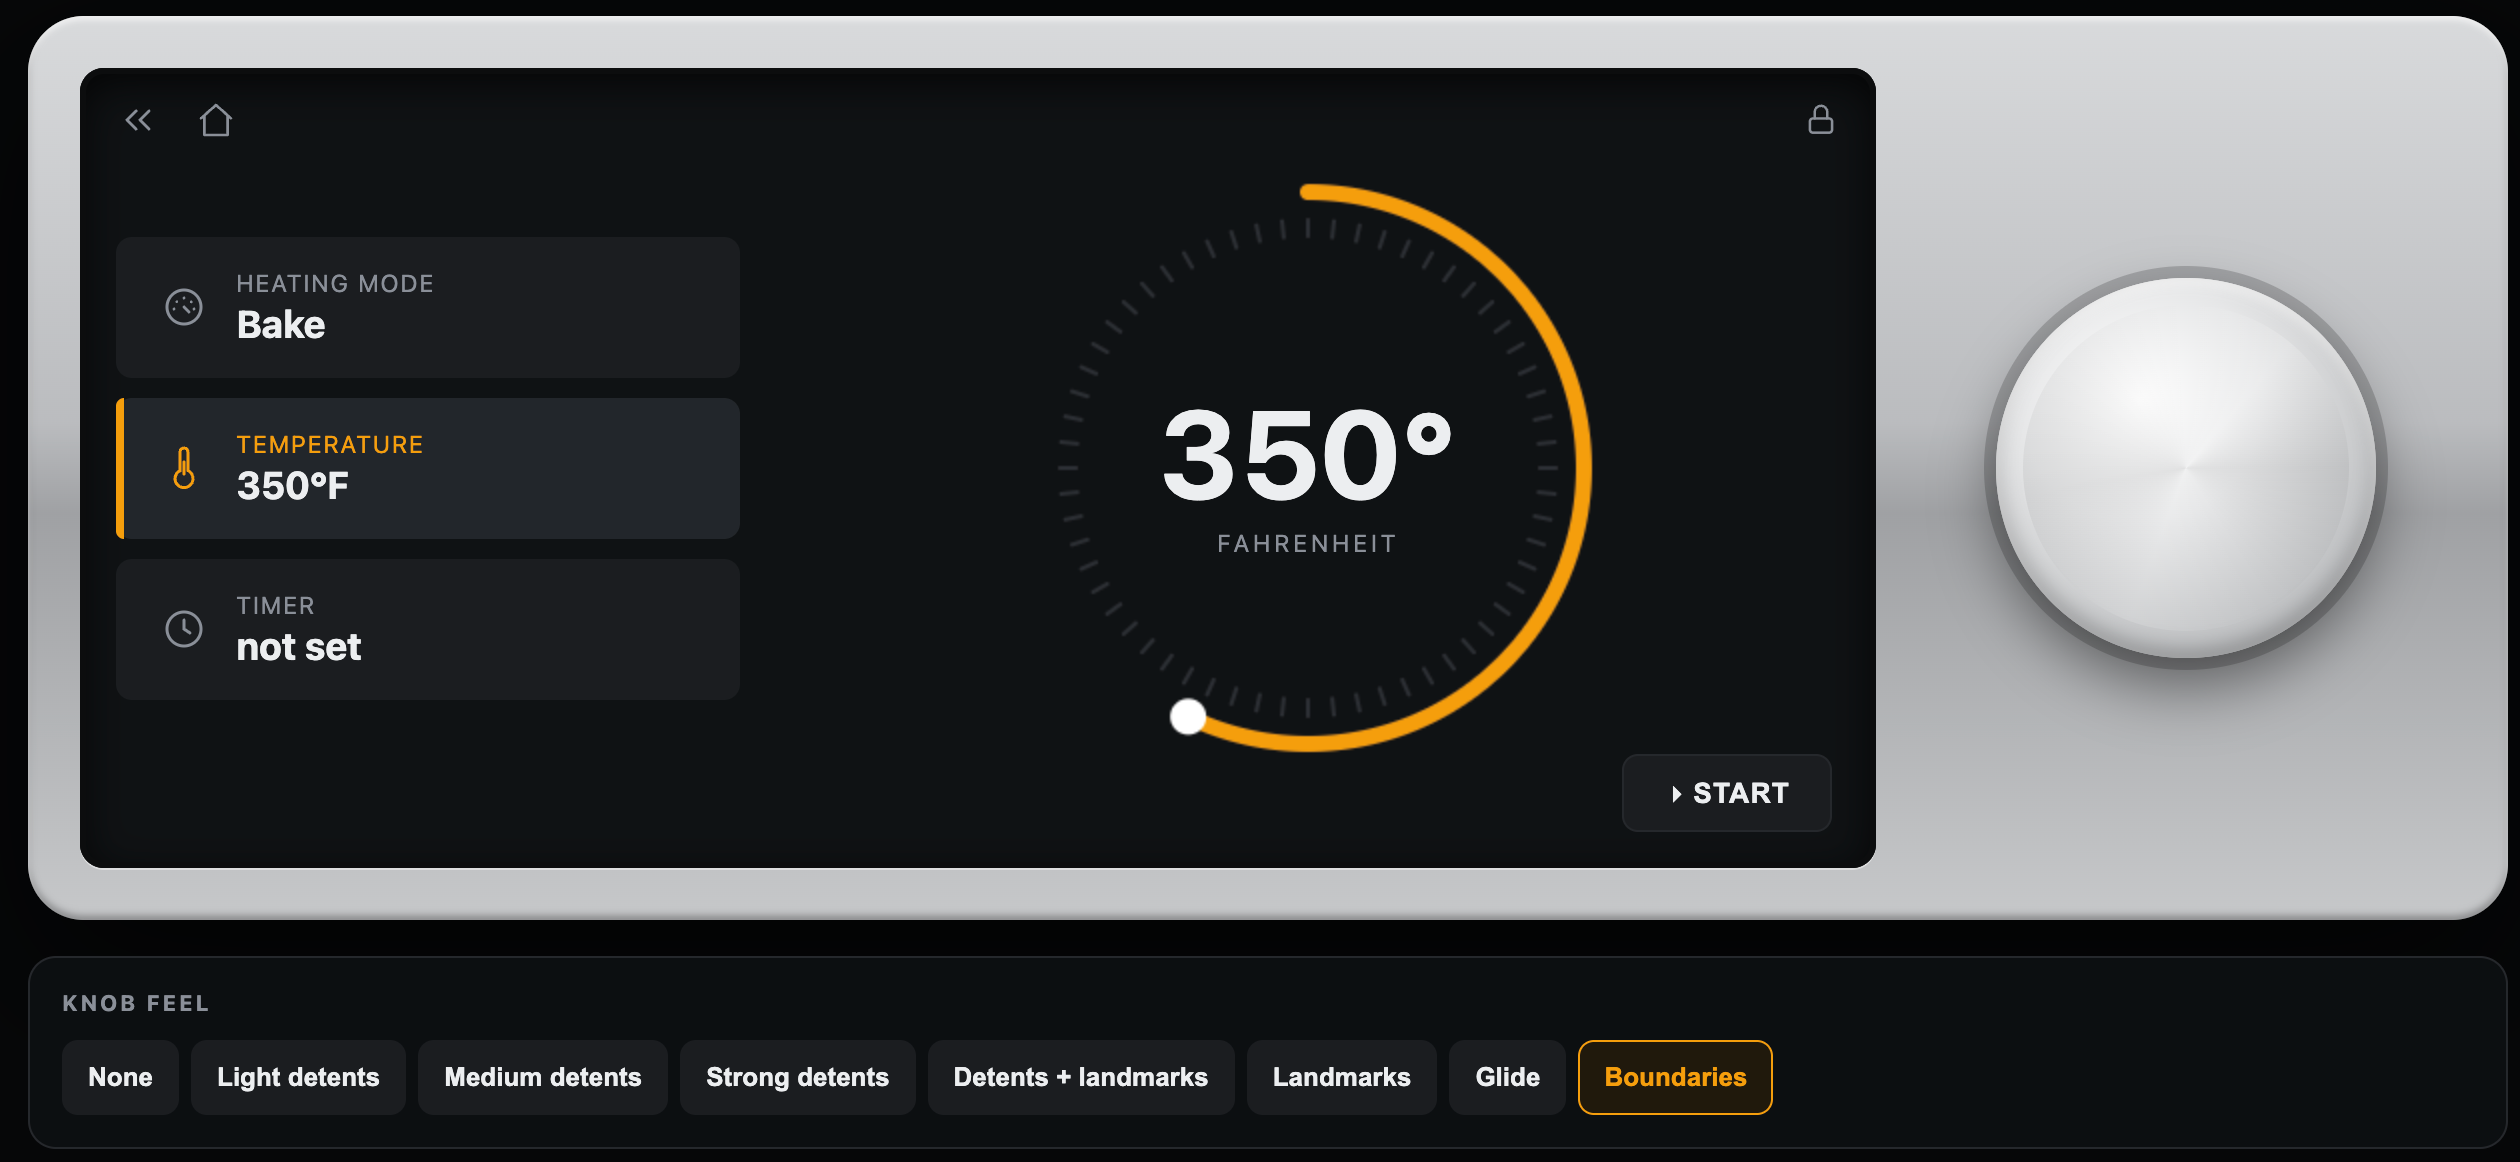 HEATING MODE
Bake
TEMPERATURE
350°F
TIMER
not set
350°
FAHRENHEIT
START
KNOB FEEL
None
Light detents
Medium detents
Strong detents
Detents + landmarks
Landmarks
Glide
Boundaries